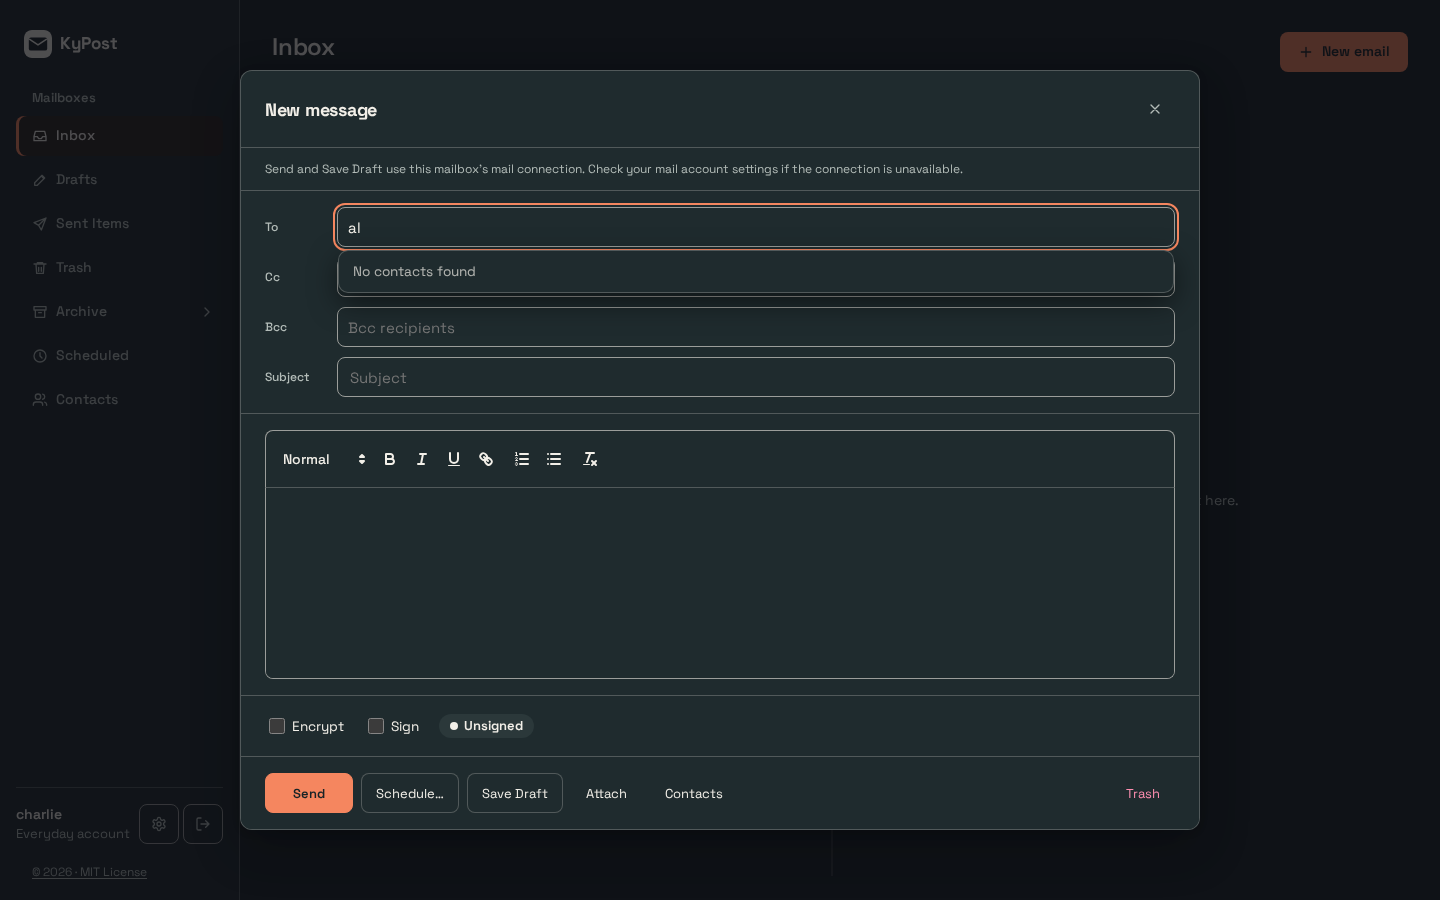 KyPost
Inbox
New email
Mailboxes
Inbox
Drafts
Sent Items
Trash
Archive
Scheduled
Contacts
New message
Send and Save Draft use this mailbox's mail connection. Check your mail account settings if the connection is unavailable.
To
al
No contacts found
Cc
Bcc
Bcc recipients
Subject
Subject
Normal
here.
Encrypt
Sign
Unsigned
Send
Schedule...
Save Draft
Attach
Contacts
Trash
charlie
Everyday account
© 2026 · MIT License